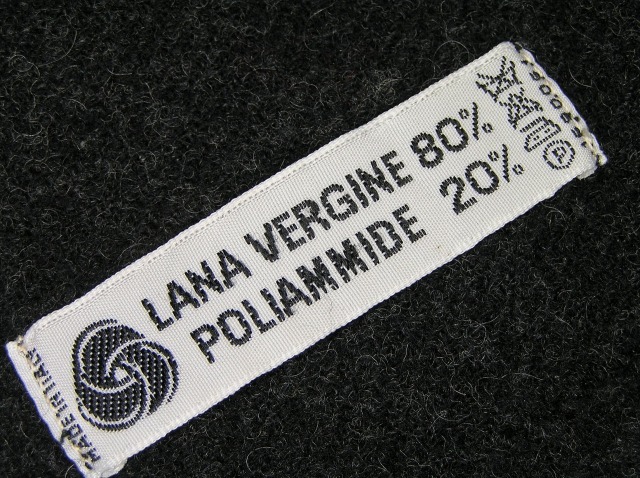 LANA VERGINE 80%
POLIAMMIDE 20%
MADE IN ITALY
P